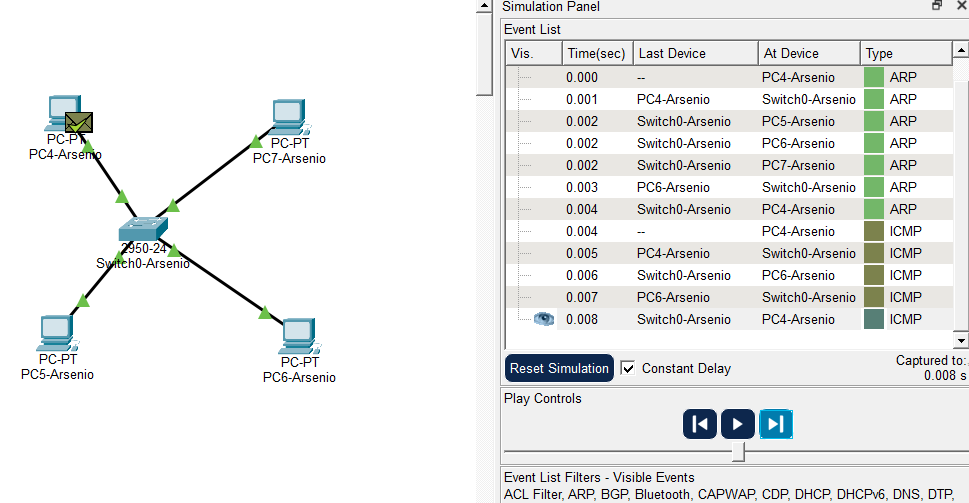 Simulation Panel
Event List
Vis. Time(sec) Last Device At Device Type
0.000 -- PC4-Arsenio ARP
0.001 PC4-Arsenio Switch0-Arsenio ARP
0.002 Switch0-Arsenio PC5-Arsenio ARP
0.002 Switch0-Arsenio PC6-Arsenio ARP
0.002 Switch0-Arsenio PC7-Arsenio ARP
0.003 PC6-Arsenio Switch0-Arsenio ARP
0.004 Switch0-Arsenio PC4-Arsenio ARP
0.004 -- PC4-Arsenio ICMP
0.005 PC4-Arsenio Switch0-Arsenio ICMP
0.006 Switch0-Arsenio PC6-Arsenio ICMP
0.007 PC6-Arsenio Switch0-Arsenio ICMP
0.008 Switch0-Arsenio PC4-Arsenio ICMP
Reset Simulation Constant Delay
Captured to:
0.008 s
Play Controls
Event List Filters - Visible Events
ACL Filter, ARP, BGP, Bluetooth, CAPWAP, CDP, DHCP, DHCPv6, DNS, DTP,
PC-PT
PC4-Arsenio
PC-PT
PC7-Arsenio
2950-24
Switch0-Arsenio
PC-PT
PC5-Arsenio
PC-PT
PC6-Arsenio